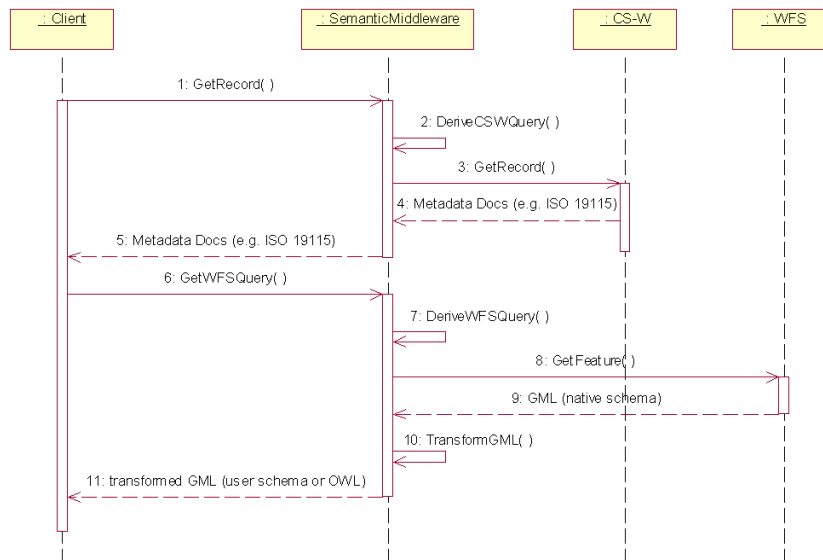 : Client
: SemanticMiddleware
: CS-W
: WFS
1: GetRecord( )
2: DeriveCSWQuery( )
3: GetRecord( )
4: Metadata Docs (e.g. ISO 19115)
5: Metadata Docs (e.g. ISO 19115)
6: GetWFSQuery( )
7: DeriveWFSQuery( )
8: GetFeature( )
9: GML (native schema)
10: TransformGML( )
11: transformed GML (user schema or OWL)